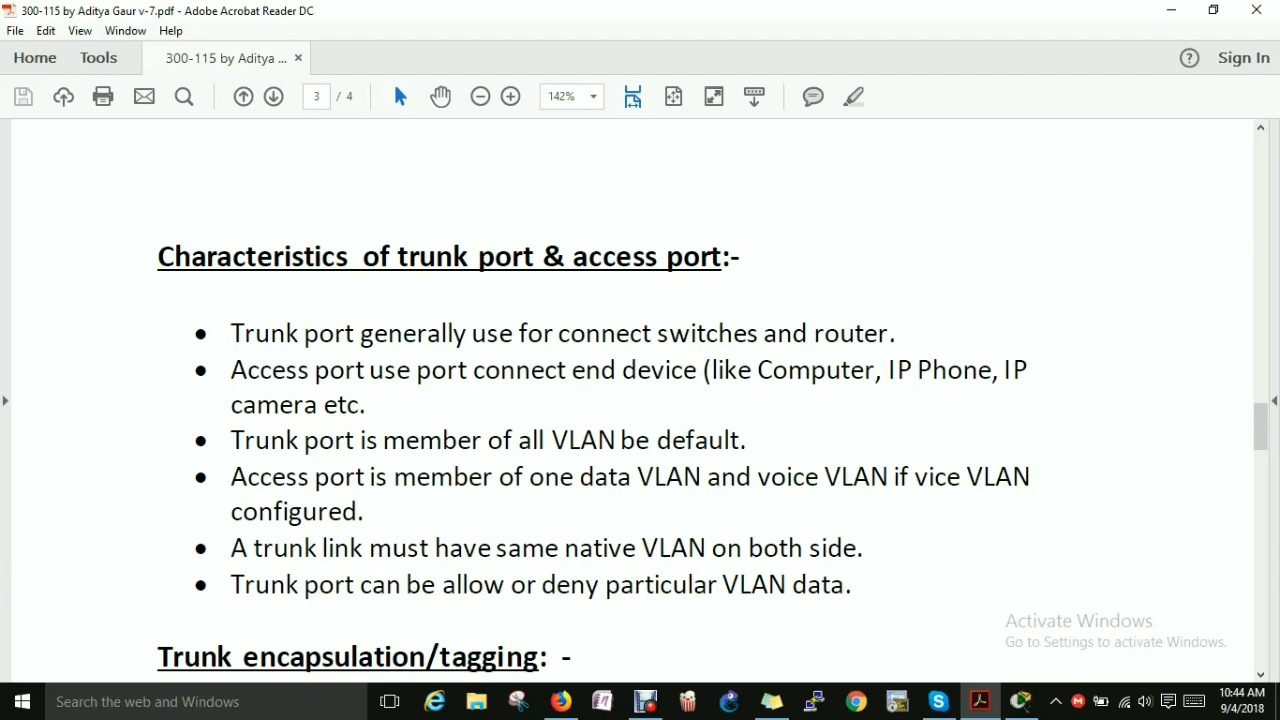 300-115 by Aditya Gaur v-7.pdf - Adobe Acrobat Reader DC
File Edit View Window Help
Home Tools 300-115 by Aditya ... × Sign In
3 / 4 142%
Characteristics of trunk port & access port:-
• Trunk port generally use for connect switches and router.
• Access port use port connect end device (like Computer, IP Phone, IP
camera etc.
• Trunk port is member of all VLAN be default.
• Access port is member of one data VLAN and voice VLAN if vice VLAN
configured.
• A trunk link must have same native VLAN on both side.
• Trunk port can be allow or deny particular VLAN data.
Activate Windows
Go to Settings to activate Windows.
Trunk encapsulation/tagging: -
Search the web and Windows
10:44 AM
9/4/2018